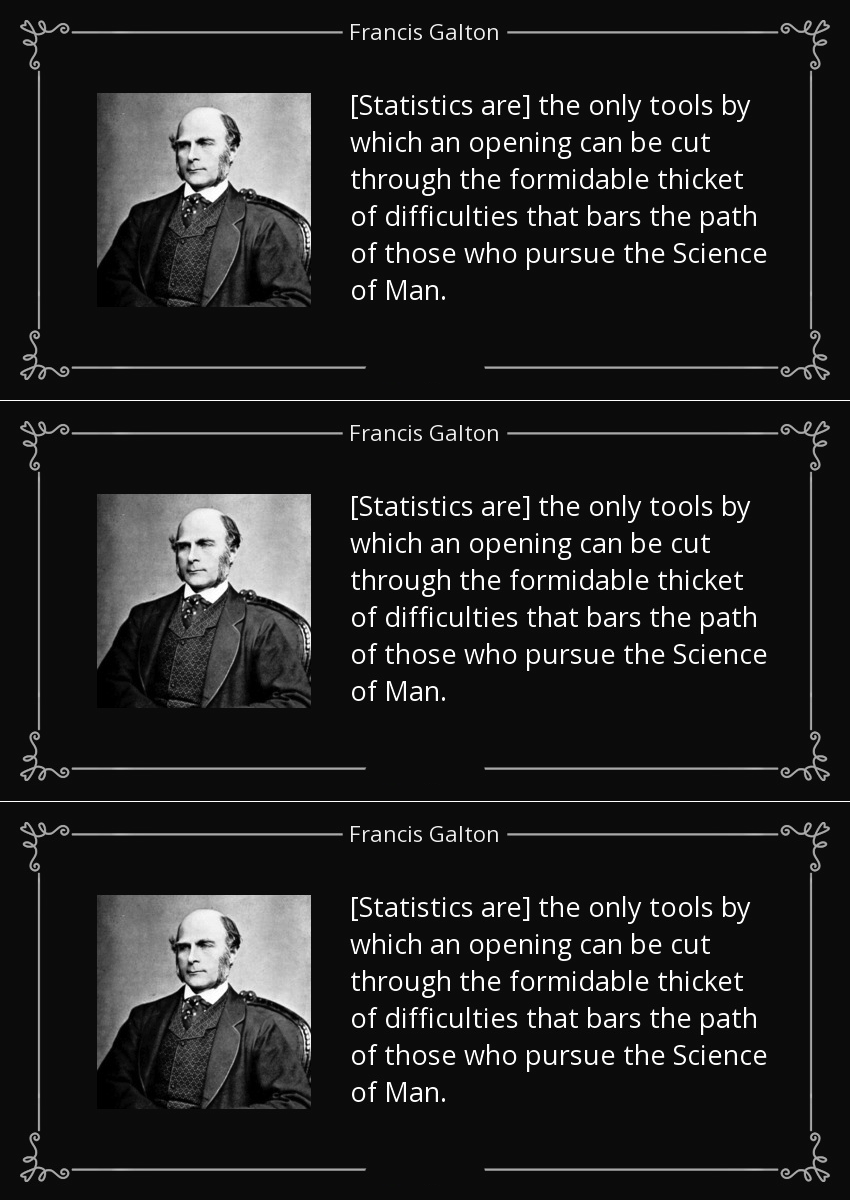 Francis Galton
[Statistics are] the only tools by
which an opening can be cut
through the formidable thicket
of difficulties that bars the path
of those who pursue the Science
of Man.
Francis Galton
[Statistics are] the only tools by
which an opening can be cut
through the formidable thicket
of difficulties that bars the path
of those who pursue the Science
of Man.
Francis Galton
[Statistics are] the only tools by
which an opening can be cut
through the formidable thicket
of difficulties that bars the path
of those who pursue the Science
of Man.